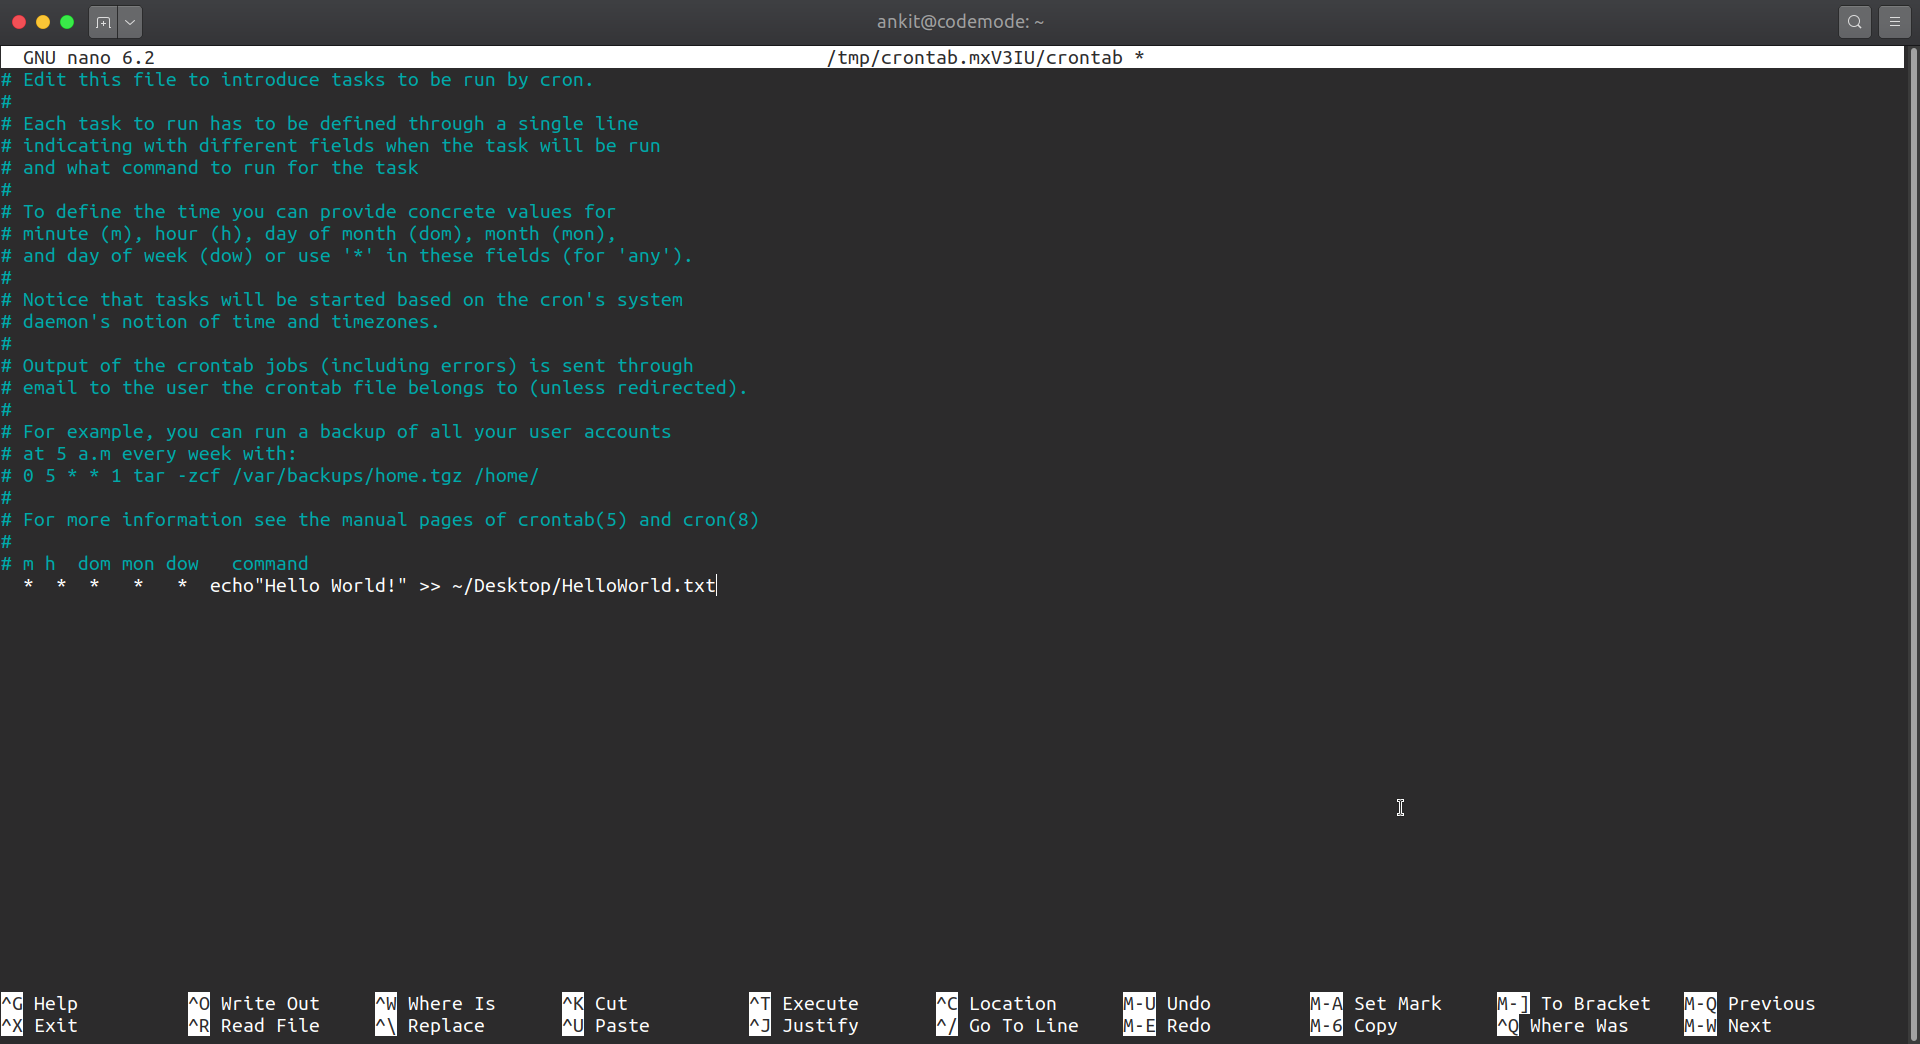 ankit@codemode: ~
GNU nano 6.2 /tmp/crontab.mxV3IU/crontab *
# Edit this file to introduce tasks to be run by cron.
#
# Each task to run has to be defined through a single line
# indicating with different fields when the task will be run
# and what command to run for the task
#
# To define the time you can provide concrete values for
# minute (m), hour (h), day of month (dom), month (mon),
# and day of week (dow) or use '*' in these fields (for 'any').
#
# Notice that tasks will be started based on the cron's system
# daemon's notion of time and timezones.
#
# Output of the crontab jobs (including errors) is sent through
# email to the user the crontab file belongs to (unless redirected).
#
# For example, you can run a backup of all your user accounts
# at 5 a.m every week with:
# 0 5 * * 1 tar -zcf /var/backups/home.tgz /home/
#
# For more information see the manual pages of crontab(5) and cron(8)
#
# m h  dom mon dow   command
  *  *  *   *   *  echo"Hello World!" >> ~/Desktop/HelloWorld.txt
^G Help ^O Write Out ^W Where Is ^K Cut ^T Execute ^C Location M-U Undo M-A Set Mark M-] To Bracket M-Q Previous
^X Exit ^R Read File ^\ Replace ^U Paste ^J Justify ^/ Go To Line M-E Redo M-6 Copy ^Q Where Was M-W Next